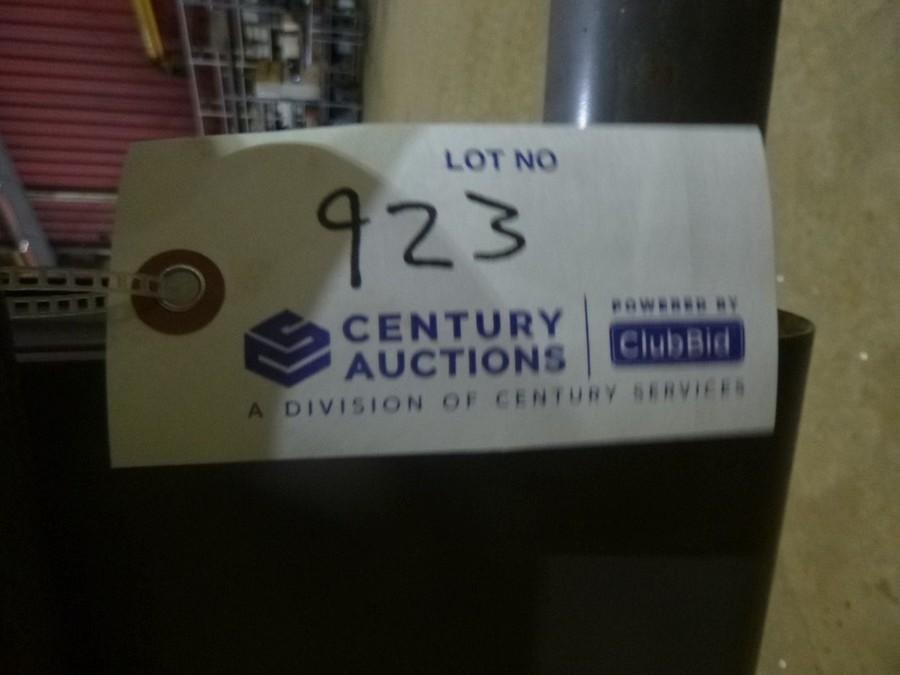 LOT NO
923
CENTURY
AUCTIONS
POWERED BY
ClubBid
A DIVISION OF CENTURY SERVICES